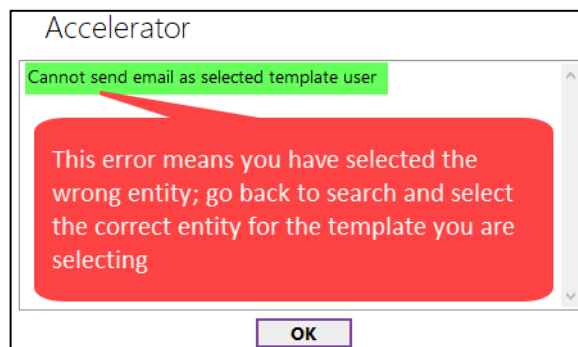 Accelerator
Cannot send email as selected template user
This error means you have selected the
wrong entity; go back to search and select
the correct entity for the template you are
selecting
OK